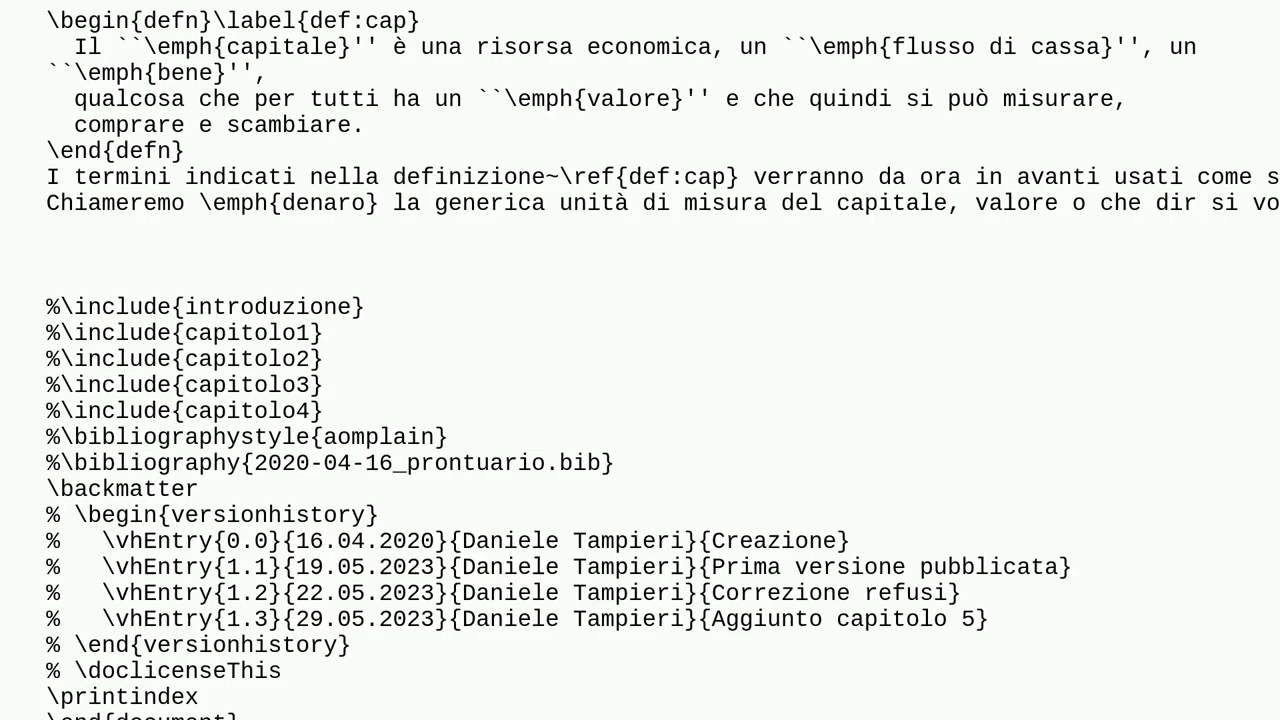 \begin{defn}\label{def:cap}
  Il ``\emph{capitale}'' è una risorsa economica, un ``\emph{flusso di cassa}'', un
``\emph{bene}'',
  qualcosa che per tutti ha un ``\emph{valore}'' e che quindi si può misurare,
  comprare e scambiare.
\end{defn}
I termini indicati nella definizione~\ref{def:cap} verranno da ora in avanti usati come
Chiameremo \emph{denaro} la generica unità di misura del capitale, valore o che dir si
%\include{introduzione}
%\include{capitolo1}
%\include{capitolo2}
%\include{capitolo3}
%\include{capitolo4}
%\bibliographystyle{aomplain}
%\bibliography{2020-04-16_prontuario.bib}
\backmatter
% \begin{versionhistory}
%   \vhEntry{0.0}{16.04.2020}{Daniele Tampieri}{Creazione}
%   \vhEntry{1.1}{19.05.2023}{Daniele Tampieri}{Prima versione pubblicata}
%   \vhEntry{1.2}{22.05.2023}{Daniele Tampieri}{Correzione refusi}
%   \vhEntry{1.3}{29.05.2023}{Daniele Tampieri}{Aggiunto capitolo 5}
% \end{versionhistory}
% \doclicenseThis
\printindex
\end{document}